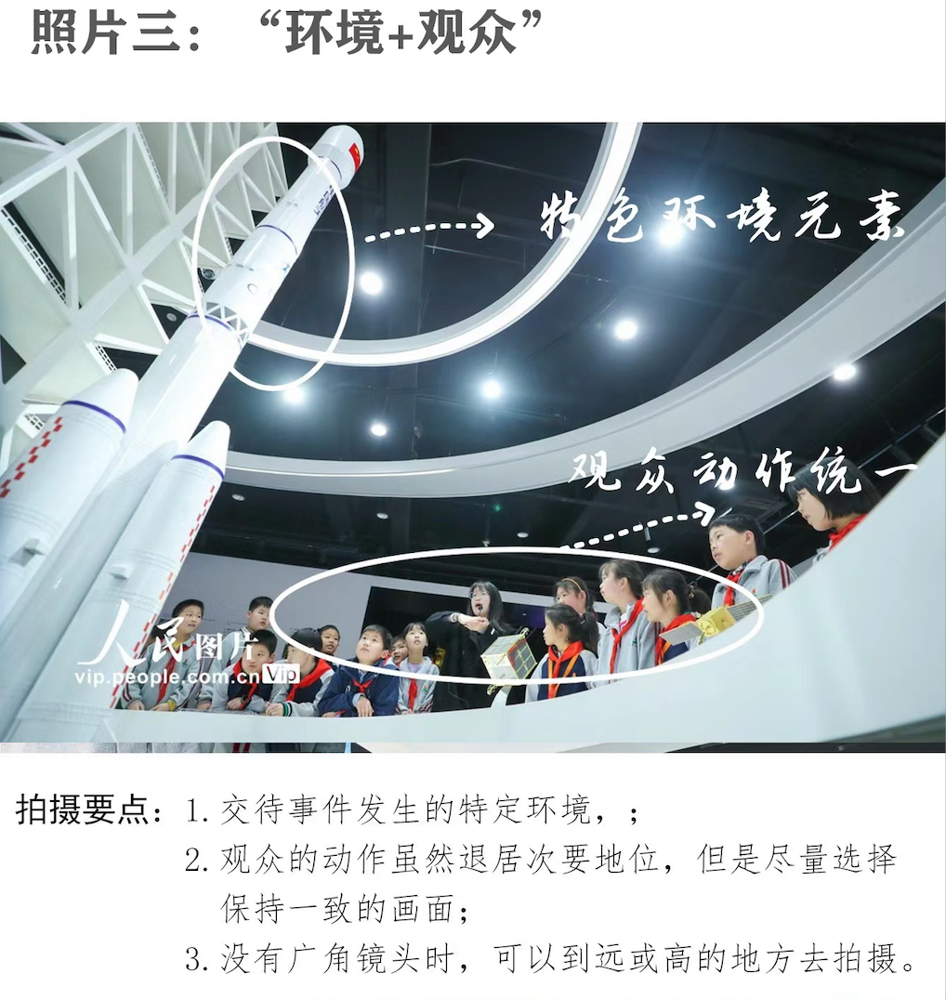 照片三：“环境+观众”
特色环境元素
观众动作统一
人民图片
vip.people.com.cn Vip
拍摄要点：1.交待事件发生的特定环境，；
2.观众的动作虽然退居次要地位，但是尽量选择
保持一致的画面；
3.没有广角镜头时，可以到远或高的地方去拍摄。